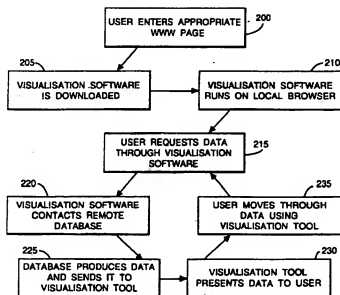 USER ENTERS APPROPRIATE
WWW PAGE
200
205
VISUALISATION .SOFTWARE
IS DOWNLOADED
210
VISUALISATION SOFTWARE
RUNS ON LOCAL BROWSER
USER REQUESTS DATA
THROUGH VISUALISATION
SOFTWARE
215
220
VISUALISATION SOFTWARE
CONTACTS REMOTE
DATABASE
235
USER MOVES THROUGH
DATA USING
VISUALISATION TOOL
225
DATABASE PRODUCES DATA
AND SENDS IT TO
VISUALISATION TOOL
230
VISUALISATION TOOL
PRESENTS DATA TO USER